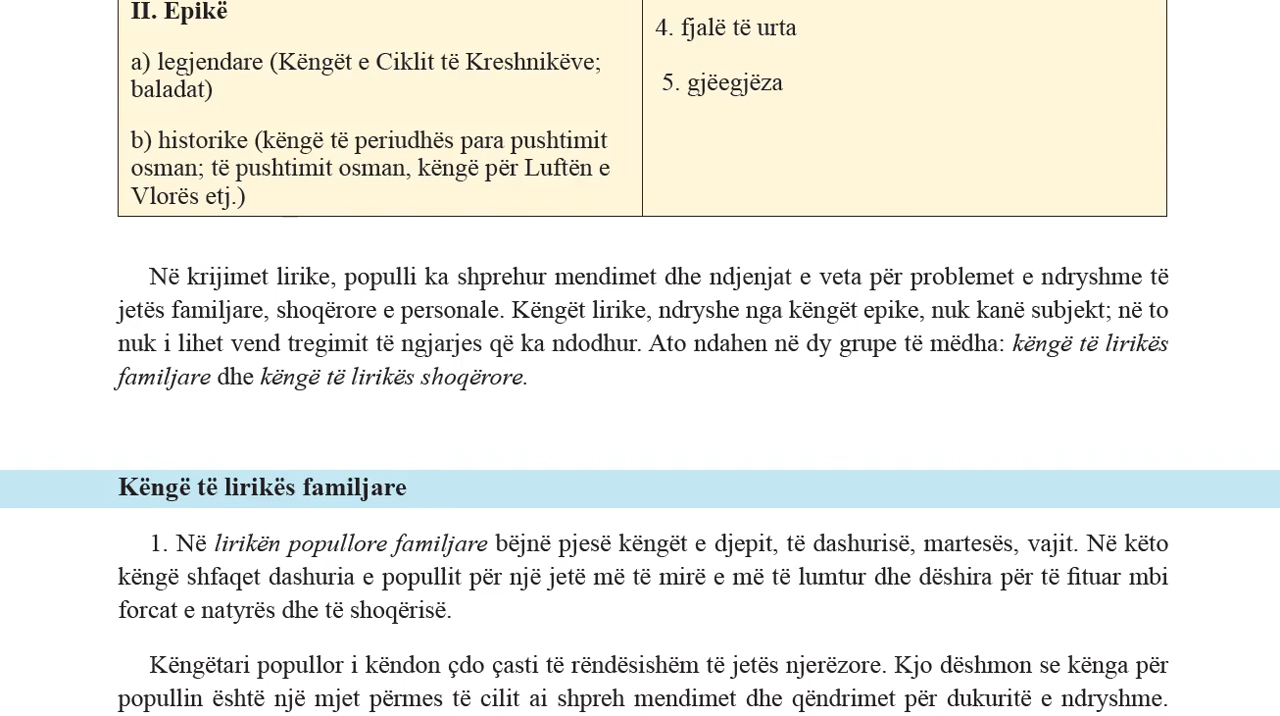 II. Epikë
a) legjendare (Këngët e Ciklit të Kreshnikëve;
baladat)
b) historike (këngë të periudhës para pushtimit
osman; të pushtimit osman, këngë për Luftën e
Vlorës etj.)
4. fjalë të urta
5. gjëegjëza
Në krijimet lirike, populli ka shprehur mendimet dhe ndjenjat e veta për problemet e ndryshme të
jetës familjare, shoqërore e personale. Këngët lirike, ndryshe nga këngët epike, nuk kanë subjekt; në to
nuk i lihet vend tregimit të ngjarjes që ka ndodhur. Ato ndahen në dy grupe të mëdha: këngë të lirikës
familjare dhe këngë të lirikës shoqërore.
Këngë të lirikës familjare
1. Në lirikën popullore familjare bëjnë pjesë këngët e djepit, të dashurisë, martesës, vajit. Në këto
këngë shfaqet dashuria e popullit për një jetë më të mirë e më të lumtur dhe dëshira për të fituar mbi
forcat e natyrës dhe të shoqërisë.
Këngëtari popullor i këndon çdo çasti të rëndësishëm të jetës njerëzore. Kjo dëshmon se kënga për
popullin është një mjet përmes të cilit ai shpreh mendimet dhe qëndrimet për dukuritë e ndryshme.